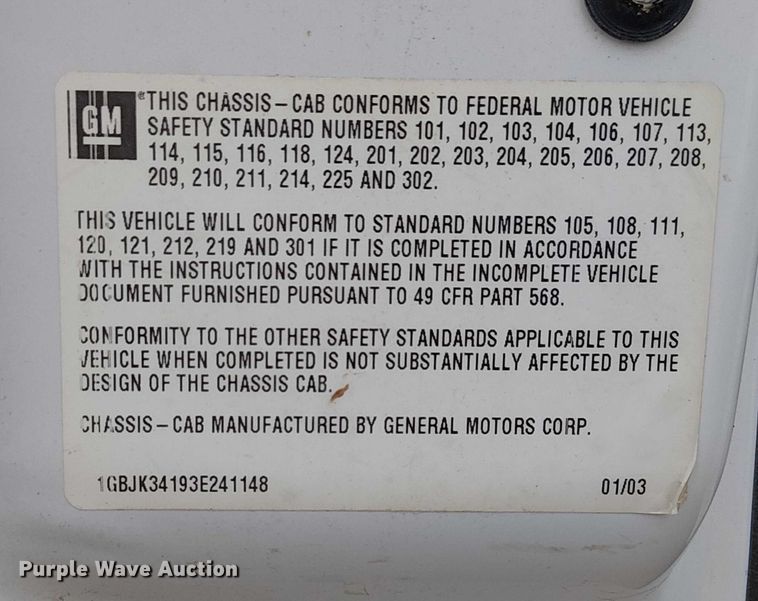 GM
®THIS CHASSIS – CAB CONFORMS TO FEDERAL MOTOR VEHICLE
SAFETY STANDARD NUMBERS 101, 102, 103, 104, 106, 107, 113,
114, 115, 116, 118, 124, 201, 202, 203, 204, 205, 206, 207, 208,
209, 210, 211, 214, 225 AND 302.
THIS VEHICLE WILL CONFORM TO STANDARD NUMBERS 105, 108, 111,
120, 121, 212, 219 AND 301 IF IT IS COMPLETED IN ACCORDANCE
WITH THE INSTRUCTIONS CONTAINED IN THE INCOMPLETE VEHICLE
DOCUMENT FURNISHED PURSUANT TO 49 CFR PART 568.
CONFORMITY TO THE OTHER SAFETY STANDARDS APPLICABLE TO THIS
VEHICLE WHEN COMPLETED IS NOT SUBSTANTIALLY AFFECTED BY THE
DESIGN OF THE CHASSIS CAB.
CHASSIS – CAB MANUFACTURED BY GENERAL MOTORS CORP.
1GBJK34193E241148 01/03
Purple Wave Auction